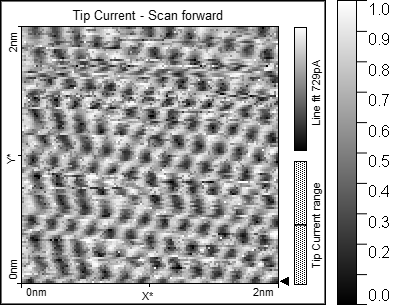 Tip Current - Scan forward
2nm
Y*
0nm
0nm
X*
2nm
Line fit 729pA
Tip Current range
1.0
0.9
0.8
0.7
0.6
0.5
0.4
0.3
0.2
0.1
0.0